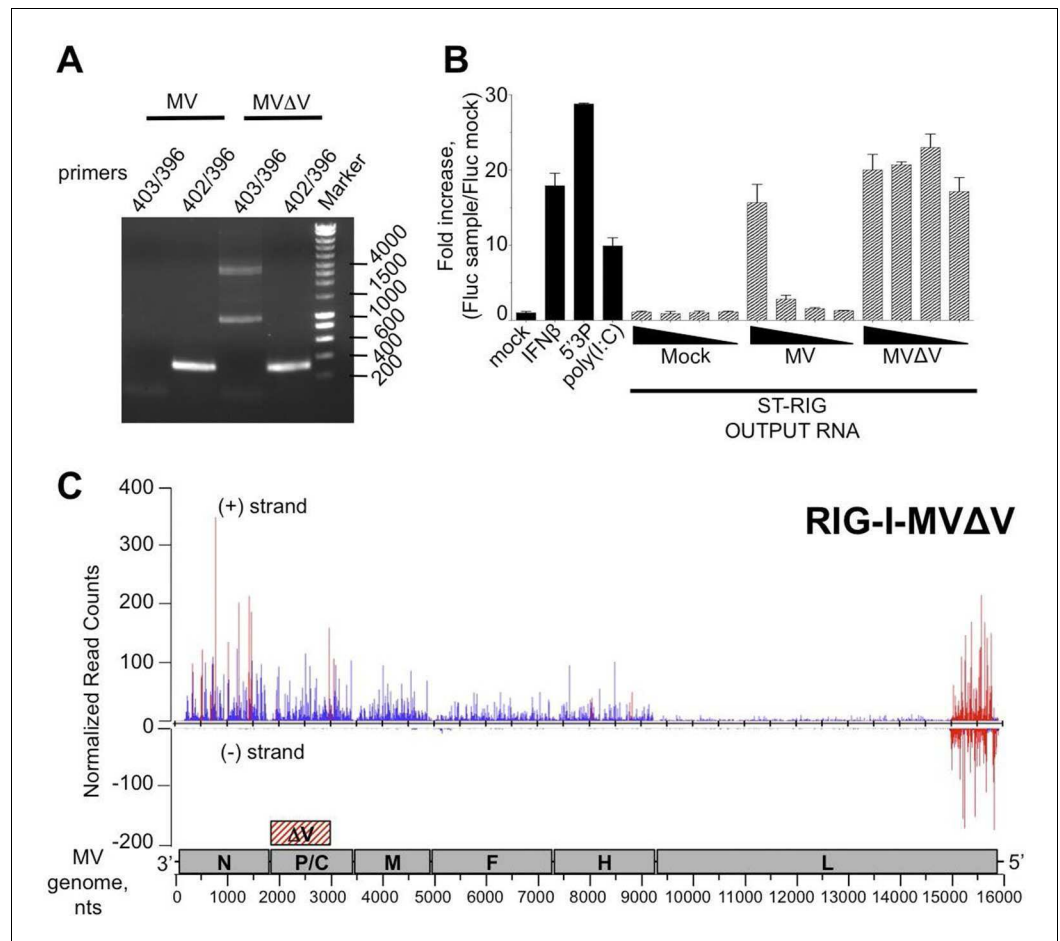 A
MV MVΔV
primers 403/396 402/396 403/396 402/396 Marker
4000
1500
1000
600
400
200
B
Fold increase,
(Fluc sample/Fluc mock)
30
20
10
0
mock IFNβ 5'3P poly(I:C) Mock MV MVΔV
ST-RIG
OUTPUT RNA
C
RIG-I-MVΔV
Normalized Read Counts
400
(+) strand
300
200
100
0
(-) strand
-100
-200
ΔV
MV
genome,
nts
3' N P/C M F H L 5'
0 1000 2000 3000 4000 5000 6000 7000 8000 9000 10000 11000 12000 13000 14000 15000 16000